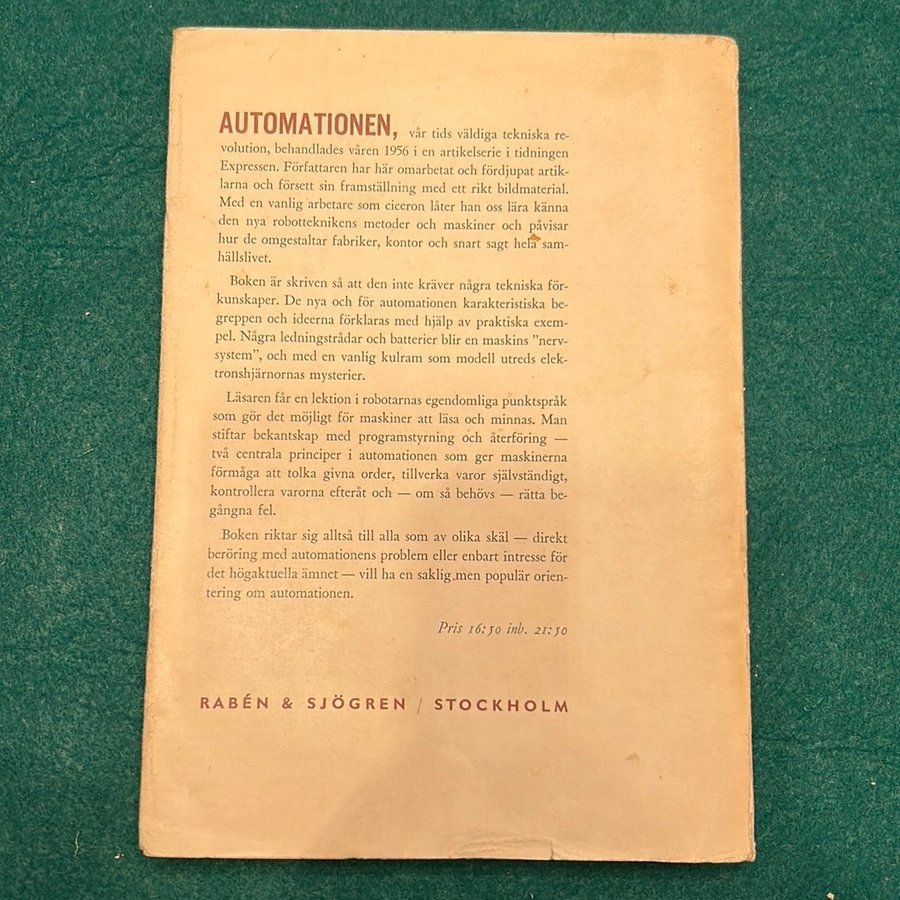 AUTOMATIONEN, vår tids väldiga tekniska re-
volution, behandlades våren 1956 i en artikelserie i tidningen
Expressen. Författaren har här omarbetat och fördjupat artik-
larna och försett sin framställning med ett rikt bildmaterial.
Med en vanlig arbetare som ciceron låter han oss lära känna
den nya robotteknikens metoder och maskiner och påvisar
hur de omgestaltar fabriker, kontor och snart sagt hela sam-
hällslivet.
Boken är skriven så att den inte kräver några tekniska för-
kunskaper. De nya och för automationen karakteristiska be-
greppen och ideerna förklaras med hjälp av praktiska exem-
pel. Några ledningstrådar och batterier blir en maskins ”nerv-
system”, och med en vanlig kulram som modell utreds elek-
tronshjärnornas mysterier.
Läsaren får en lektion i robotarnas egendomliga punktspråk
som gör det möjligt för maskiner att läsa och minnas. Man
stiftar bekantskap med programstyrning och återföring —
två centrala principer i automationen som ger maskinerna
förmåga att tolka givna order, tillverka varor självständigt,
kontrollera varorna efteråt och — om så behövs — rätta be-
gångna fel.
Boken riktar sig alltså till alla som av olika skäl — direkt
beröring med automationens problem eller enbart intresse för
det högaktuella ämnet — vill ha en saklig men populär orien-
tering om automationen.
Pris 16:50 inb. 21:50
RABÉN & SJÖGREN / STOCKHOLM